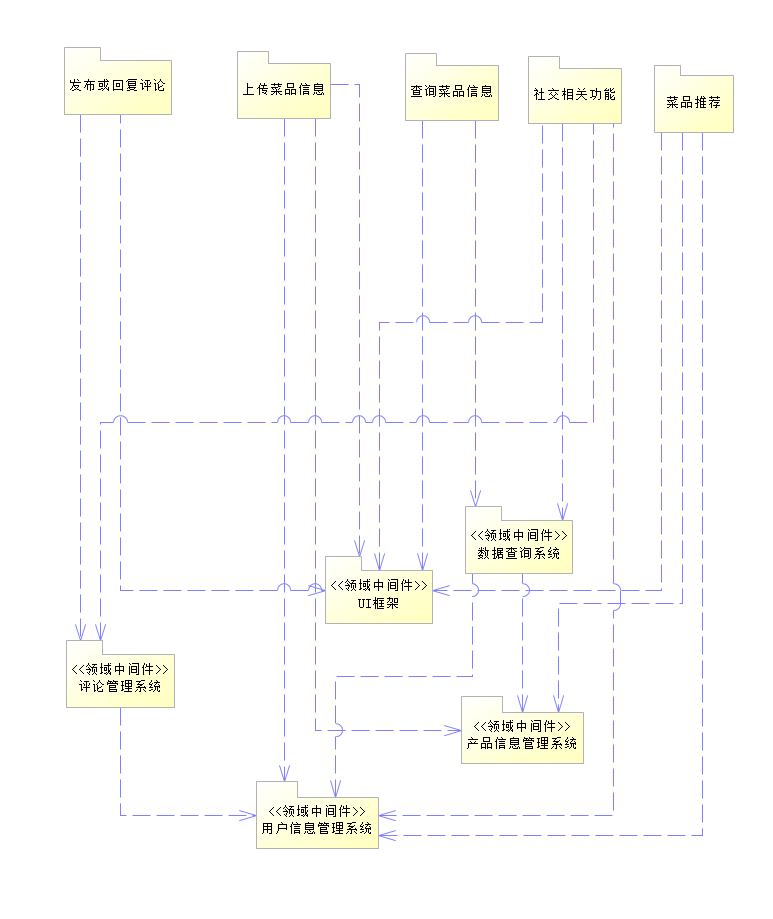 发布或回复评论
上传菜品信息
查询菜品信息
社交相关功能
菜品推荐
<<领域中间件>>
数据查询系统
<<领域中间件>>
UI框架
<<领域中间件>>
评论管理系统
<<领域中间件>>
产品信息管理系统
<<领域中间件>>
用户信息管理系统